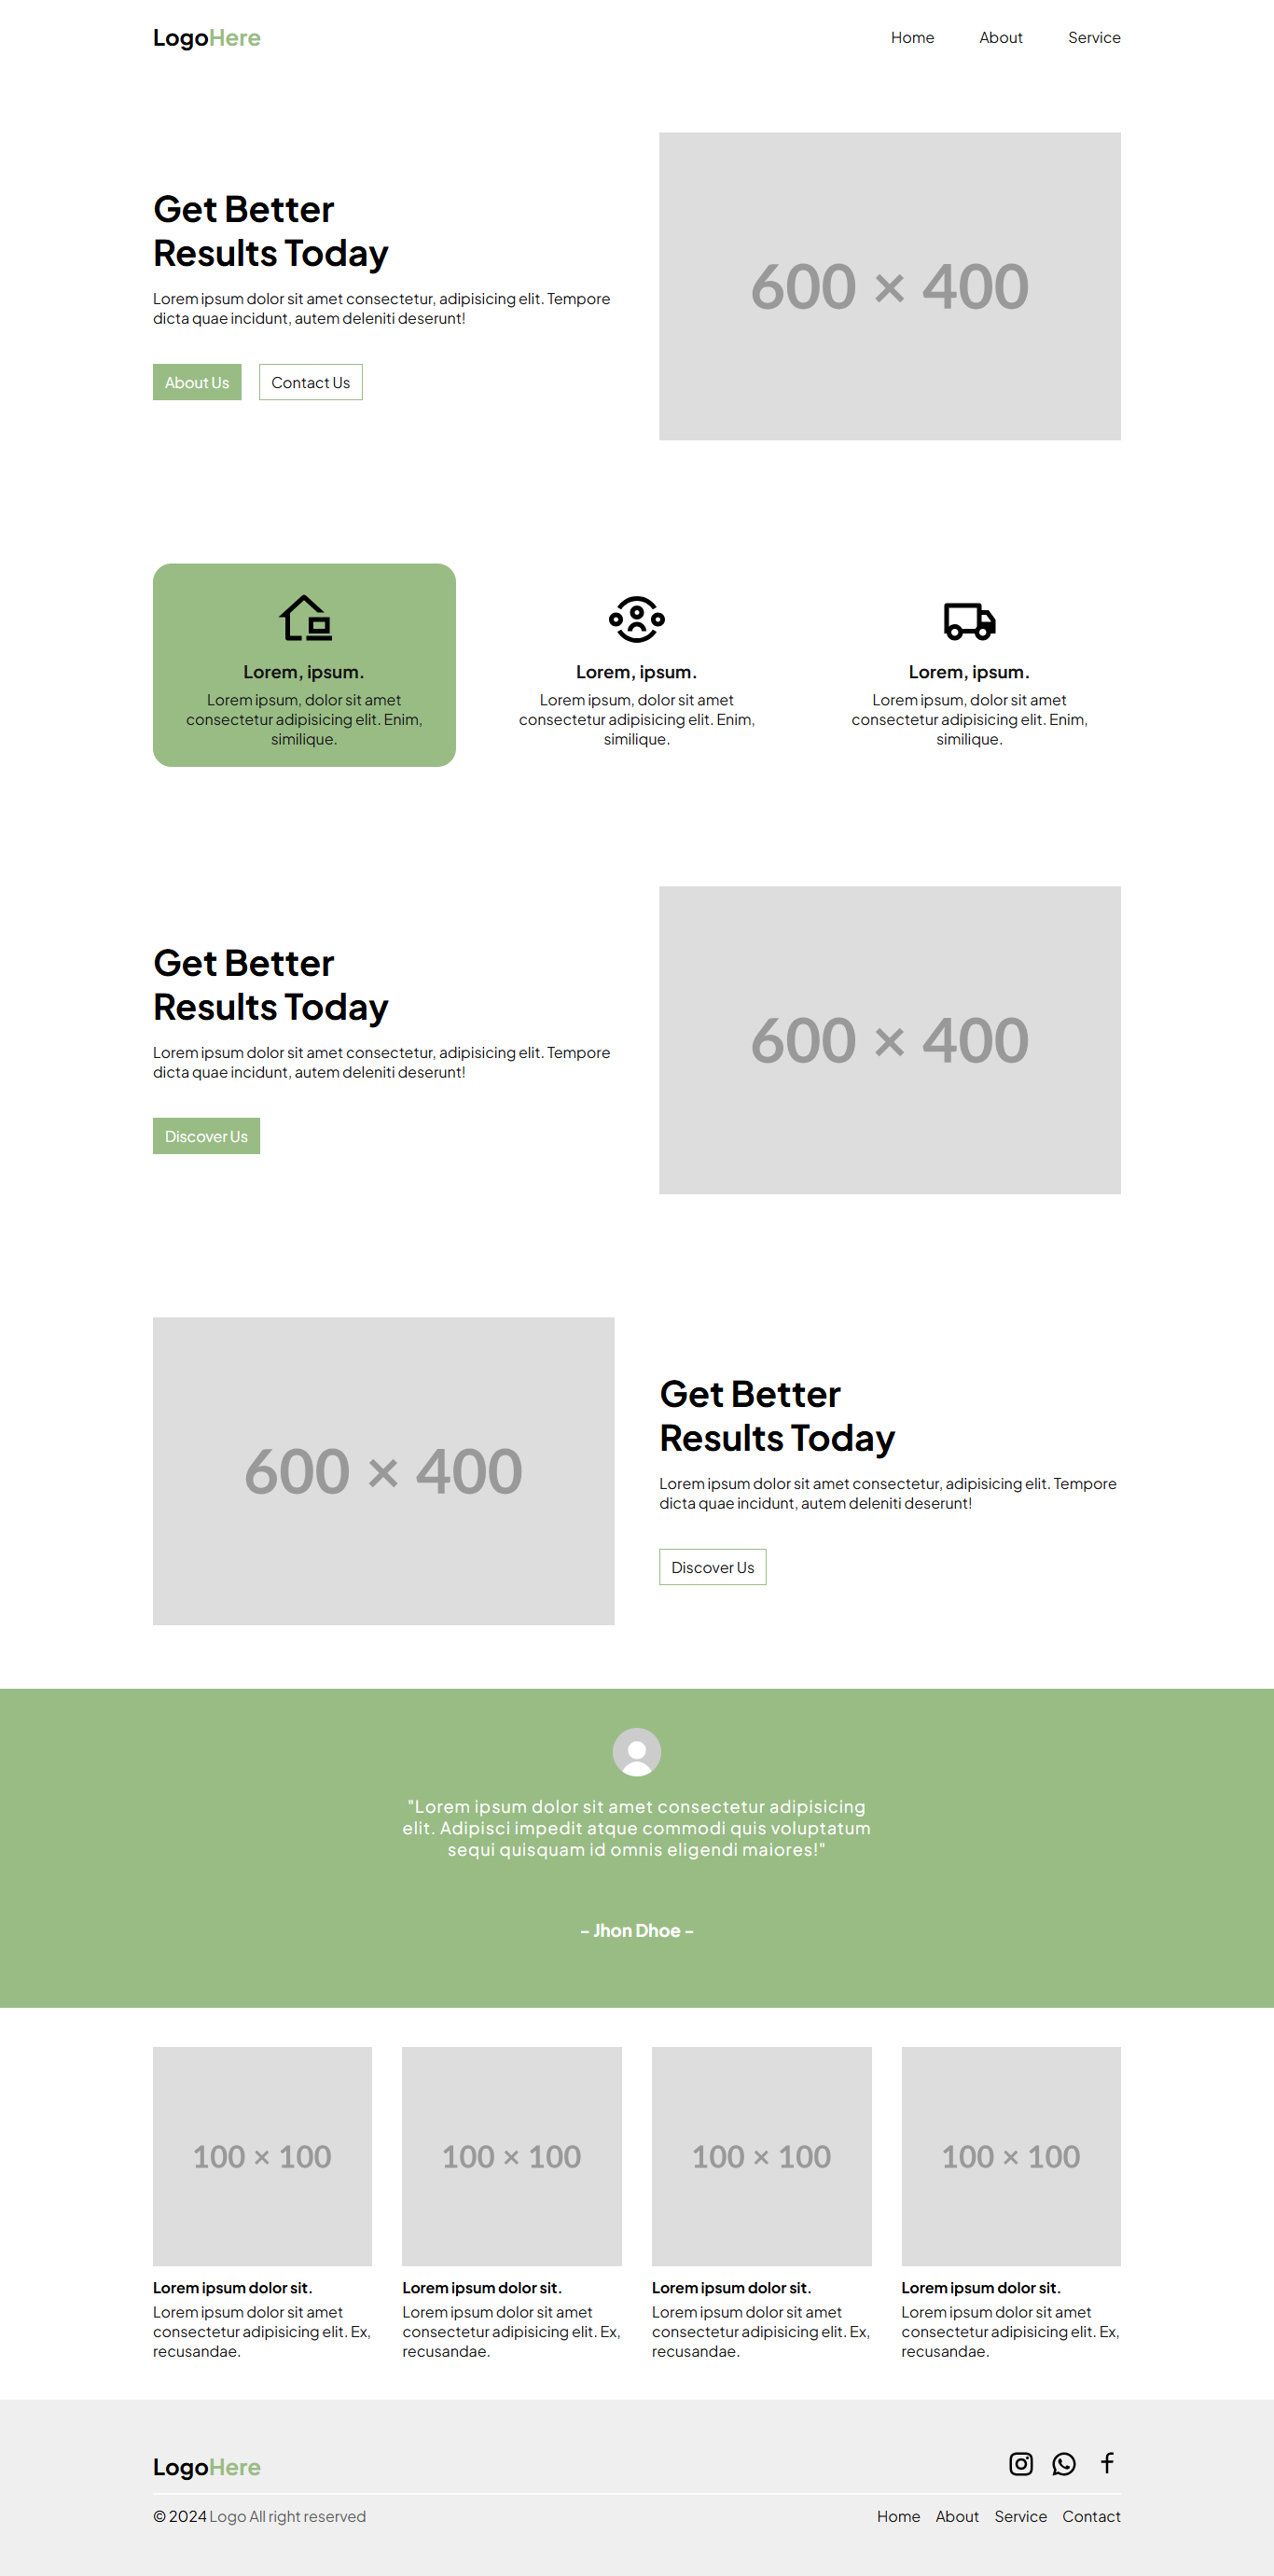 LogoHere
Home About Service
Get Better
Results Today
Lorem ipsum dolor sit amet consectetur, adipisicing elit. Tempore
dicta quae incidunt, autem deleniti deserunt!
About Us Contact Us
600 × 400
Lorem, ipsum.
Lorem ipsum, dolor sit amet
consectetur adipisicing elit. Enim,
similique.
Lorem, ipsum.
Lorem ipsum, dolor sit amet
consectetur adipisicing elit. Enim,
similique.
Lorem, ipsum.
Lorem ipsum, dolor sit amet
consectetur adipisicing elit. Enim,
similique.
Get Better
Results Today
Lorem ipsum dolor sit amet consectetur, adipisicing elit. Tempore
dicta quae incidunt, autem deleniti deserunt!
Discover Us
600 × 400
600 × 400
Get Better
Results Today
Lorem ipsum dolor sit amet consectetur, adipisicing elit. Tempore
dicta quae incidunt, autem deleniti deserunt!
Discover Us
"Lorem ipsum dolor sit amet consectetur adipisicing
elit. Adipisci impedit atque commodi quis voluptatum
sequi quisquam id omnis eligendi maiores!"
- Jhon Dhoe -
100 × 100
Lorem ipsum dolor sit.
Lorem ipsum dolor sit amet
consectetur adipisicing elit. Ex,
recusandae.
100 × 100
Lorem ipsum dolor sit.
Lorem ipsum dolor sit amet
consectetur adipisicing elit. Ex,
recusandae.
100 × 100
Lorem ipsum dolor sit.
Lorem ipsum dolor sit amet
consectetur adipisicing elit. Ex,
recusandae.
100 × 100
Lorem ipsum dolor sit.
Lorem ipsum dolor sit amet
consectetur adipisicing elit. Ex,
recusandae.
LogoHere
© 2024 Logo All right reserved
Home About Service Contact